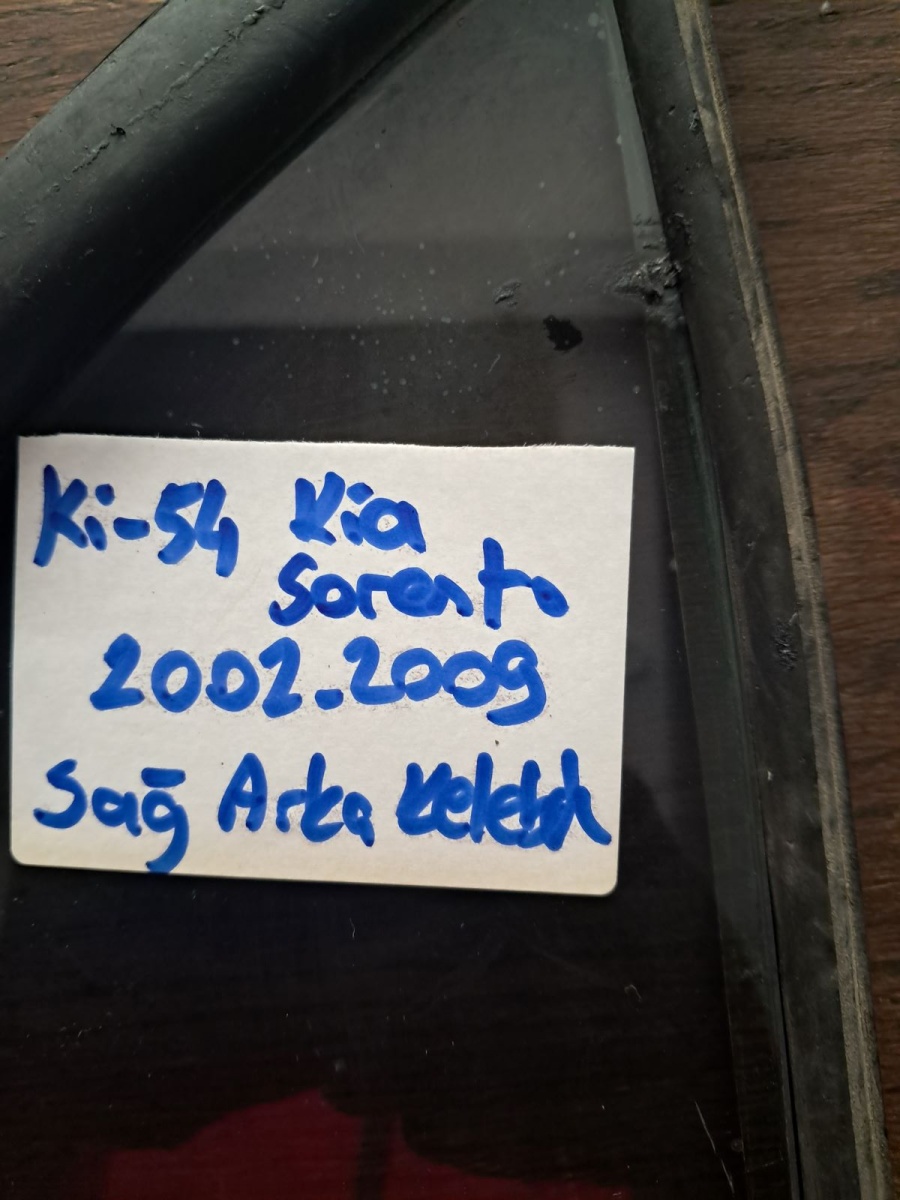 Ki-54 Kia
Sorento
2002-2009
Sağ Arka Kelebek